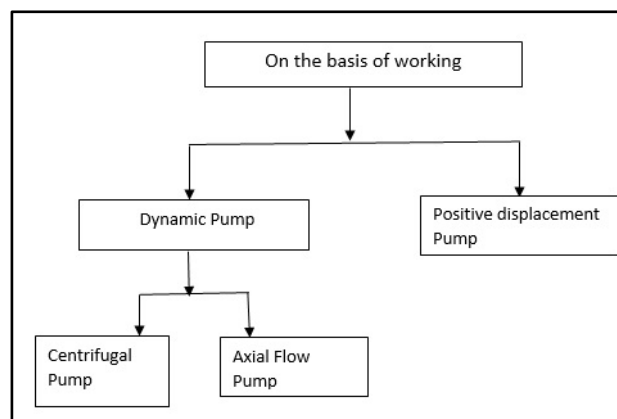 On the basis of working
Dynamic Pump
Positive displacement
Pump
Centrifugal
Pump
Axial Flow
Pump